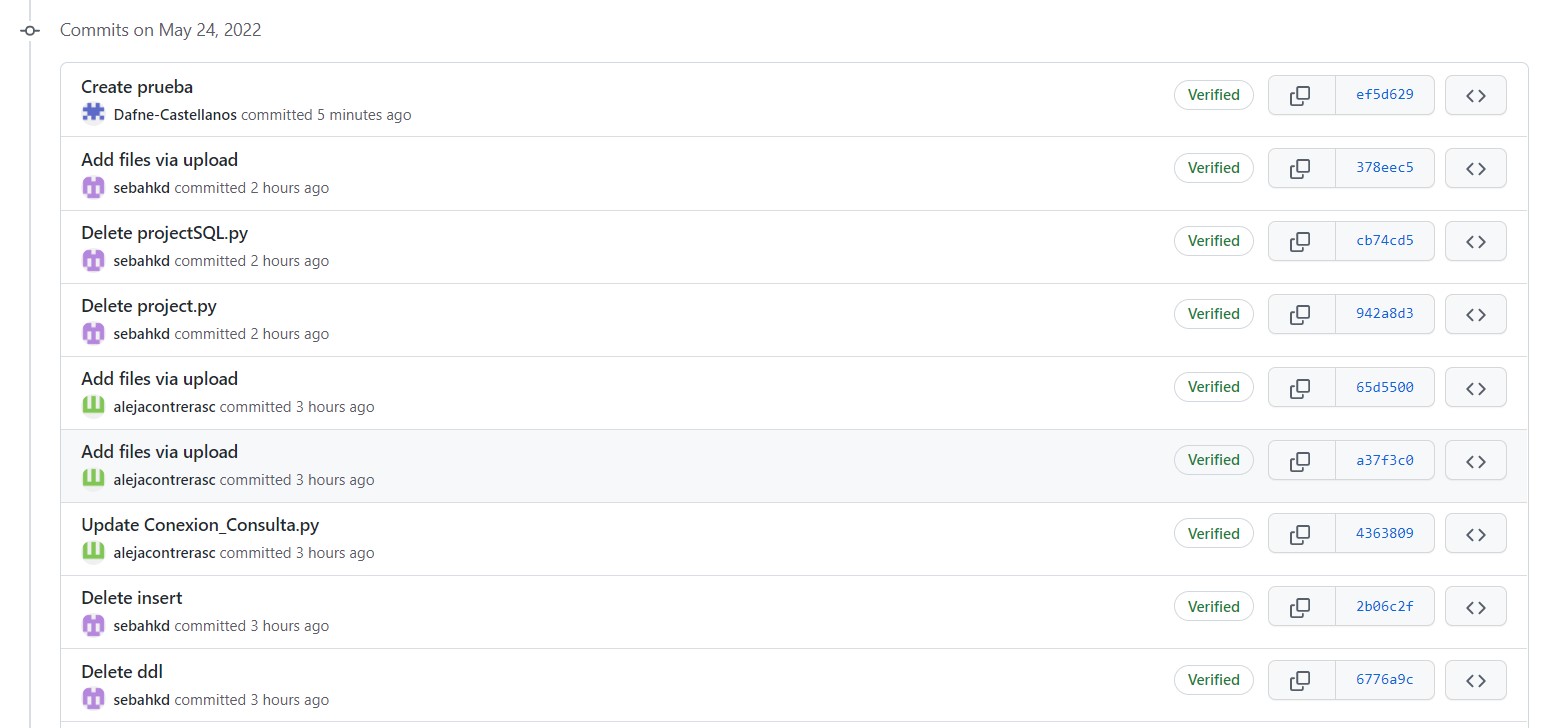 Commits on May 24, 2022
Create prueba
Verified
ef5d629
Dafne-Castellanos committed 5 minutes ago
Add files via upload
Verified
378eec5
sebahkd committed 2 hours ago
Delete projectSQL.py
Verified
cb74cd5
sebahkd committed 2 hours ago
Delete project.py
Verified
942a8d3
sebahkd committed 2 hours ago
Add files via upload
Verified
65d5500
alejacontrerasc committed 3 hours ago
Add files via upload
Verified
a37f3c0
alejacontrerasc committed 3 hours ago
Update Conexion_Consulta.py
Verified
4363809
alejacontrerasc committed 3 hours ago
Delete insert
Verified
2b06c2f
sebahkd committed 3 hours ago
Delete ddl
Verified
6776a9c
sebahkd committed 3 hours ago